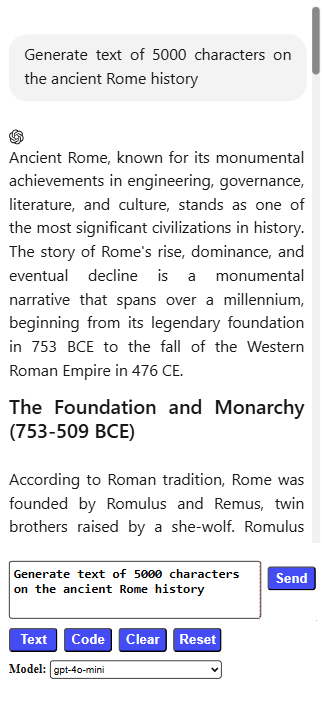 Generate text of 5000 characters on
the ancient Rome history
Ancient Rome, known for its monumental
achievements in engineering, governance,
literature, and culture, stands as one of
the most significant civilizations in history.
The story of Rome's rise, dominance, and
eventual decline is a monumental
narrative that spans over a millennium,
beginning from its legendary foundation
in 753 BCE to the fall of the Western
Roman Empire in 476 CE.
The Foundation and Monarchy
(753-509 BCE)
According to Roman tradition, Rome was
founded by Romulus and Remus, twin
brothers raised by a she-wolf. Romulus
Generate text of 5000 characters
on the ancient Rome history
Send
Text Code Clear Reset
Model: gpt-4o-mini